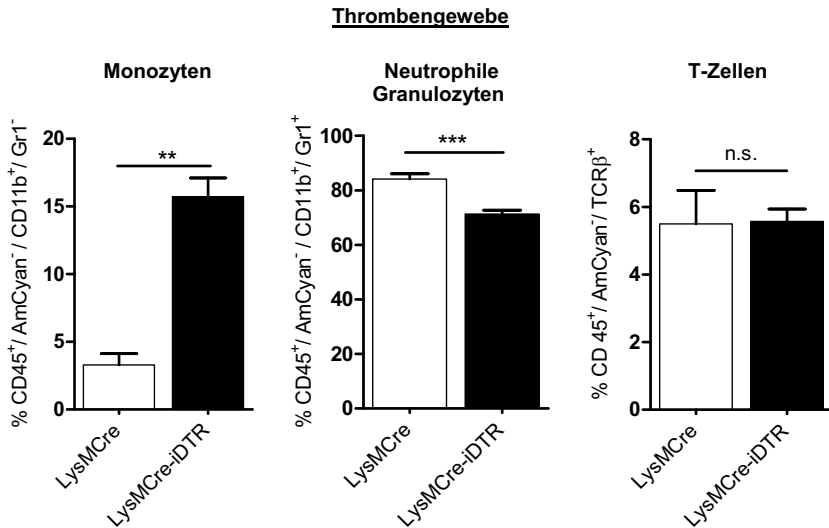 Thrombengewebe
Monozyten
% CD45⁺/ AmCyan⁻/ CD11b⁺/ Gr1⁻
20
15
10
5
0
**
LysMCre
LysMCre-iDTR
Neutrophile
Granulozyten
% CD45⁺/ AmCyan⁻ / CD11b⁺/ Gr1⁺
100
80
60
40
20
0
***
LysMCre
LysMCre-iDTR
T-Zellen
% CD 45⁺/ AmCyan⁻/ TCRβ⁺
8
6
4
2
0
n.s.
LysMCre
LysMCre-iDTR